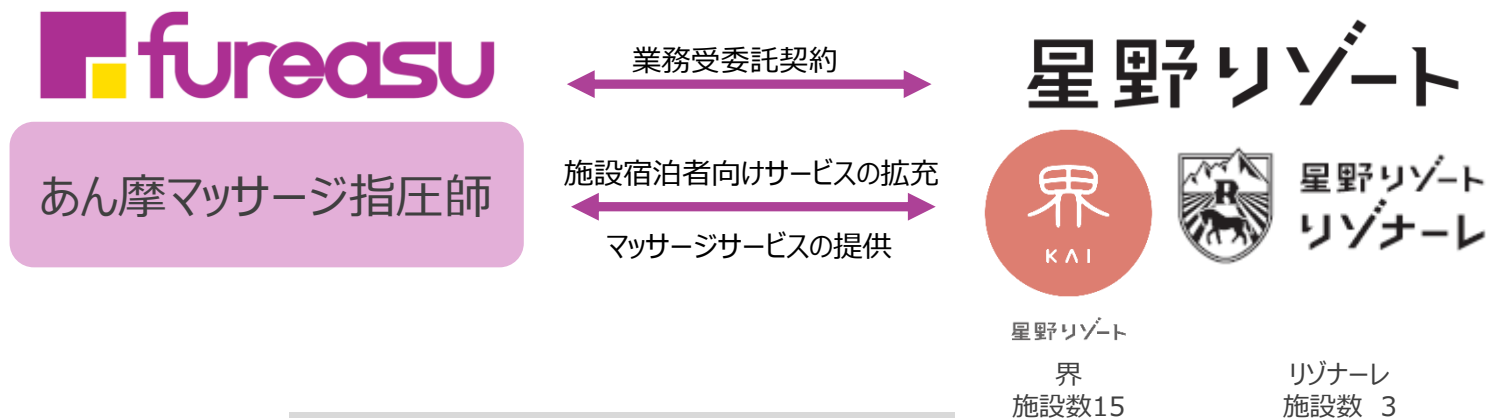 fureasu
業務受委託契約
星野リゾート
あん摩マッサージ指圧師
施設宿泊者向けサービスの拡充
マッサージサービスの提供
界
KAI
R
星野リゾート
リゾナーレ
星野リゾート
界
施設数15
リゾナーレ
施設数 3